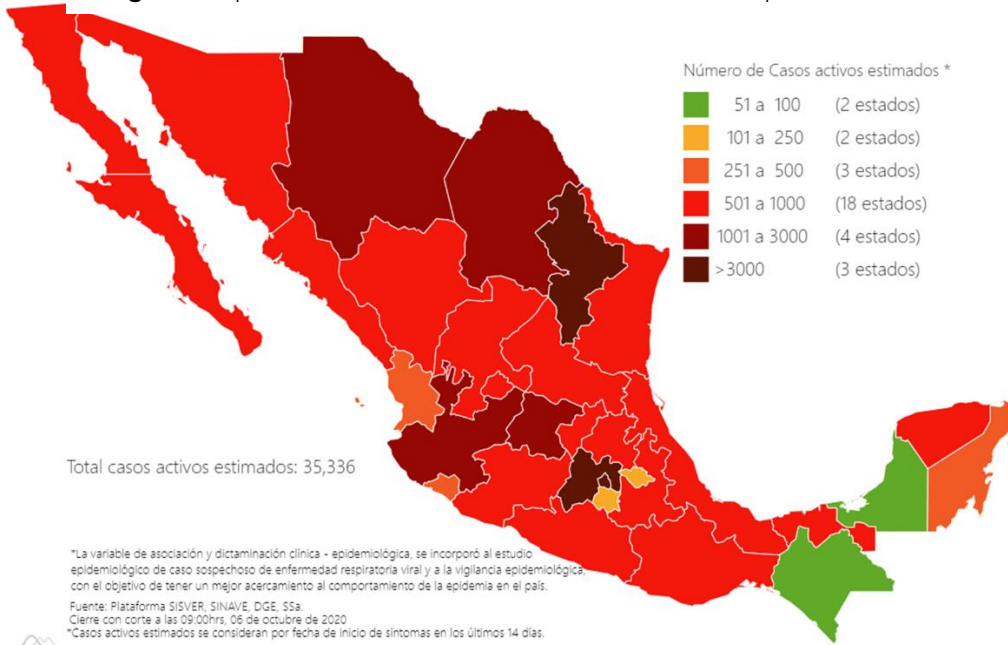 Número de Casos activos estimados *
51 a 100 (2 estados)
101 a 250 (2 estados)
251 a 500 (3 estados)
501 a 1000 (18 estados)
1001 a 3000 (4 estados)
>3000 (3 estados)
Total casos activos estimados: 35,336
*La variable de asociación y dictaminación clínica - epidemiológica, se incorporó al estudio
epidemiológico de caso sospechoso de enfermedad respiratoria viral y a la vigilancia epidemiológica,
con el objetivo de tener un mejor acercamiento al comportamiento de la epidemia en el país.
Fuente: Plataforma SISVER, SINAVE, DGE, SSa.
Cierre con corte a las 09:00hrs, 06 de octubre de 2020
*Casos activos estimados se consideran por fecha de inicio de síntomas en los últimos 14 días.